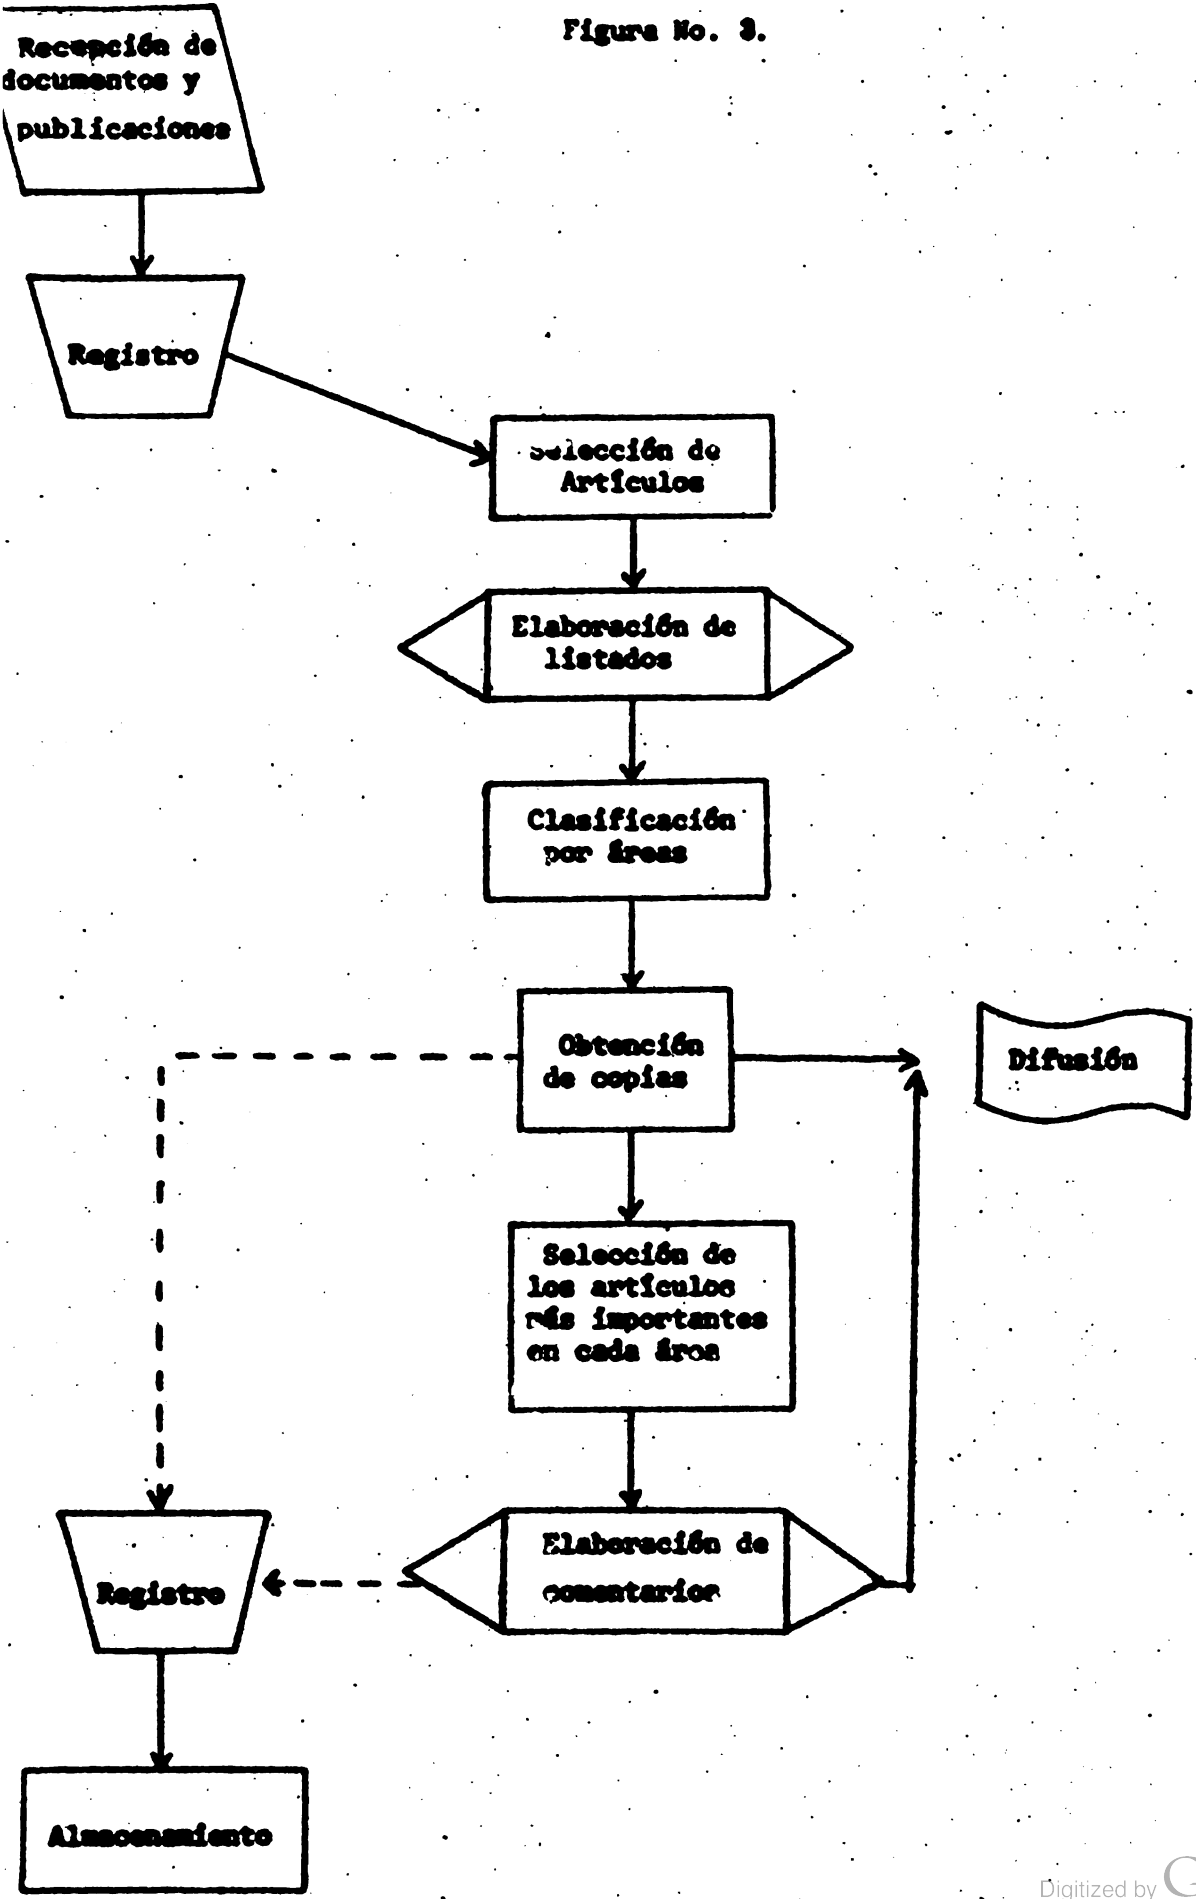 Figura No. 3.
Recepción de
documentos y
publicaciones
Registro
Selección de
Artículos
Elaboración de
listados
Clasificación
por áreas
Obtención
de copias
Difusión
Selección de
los artículos
más importantes
en cada área
Elaboración de
comentarios
Registro
Almacenamiento
Digitized by